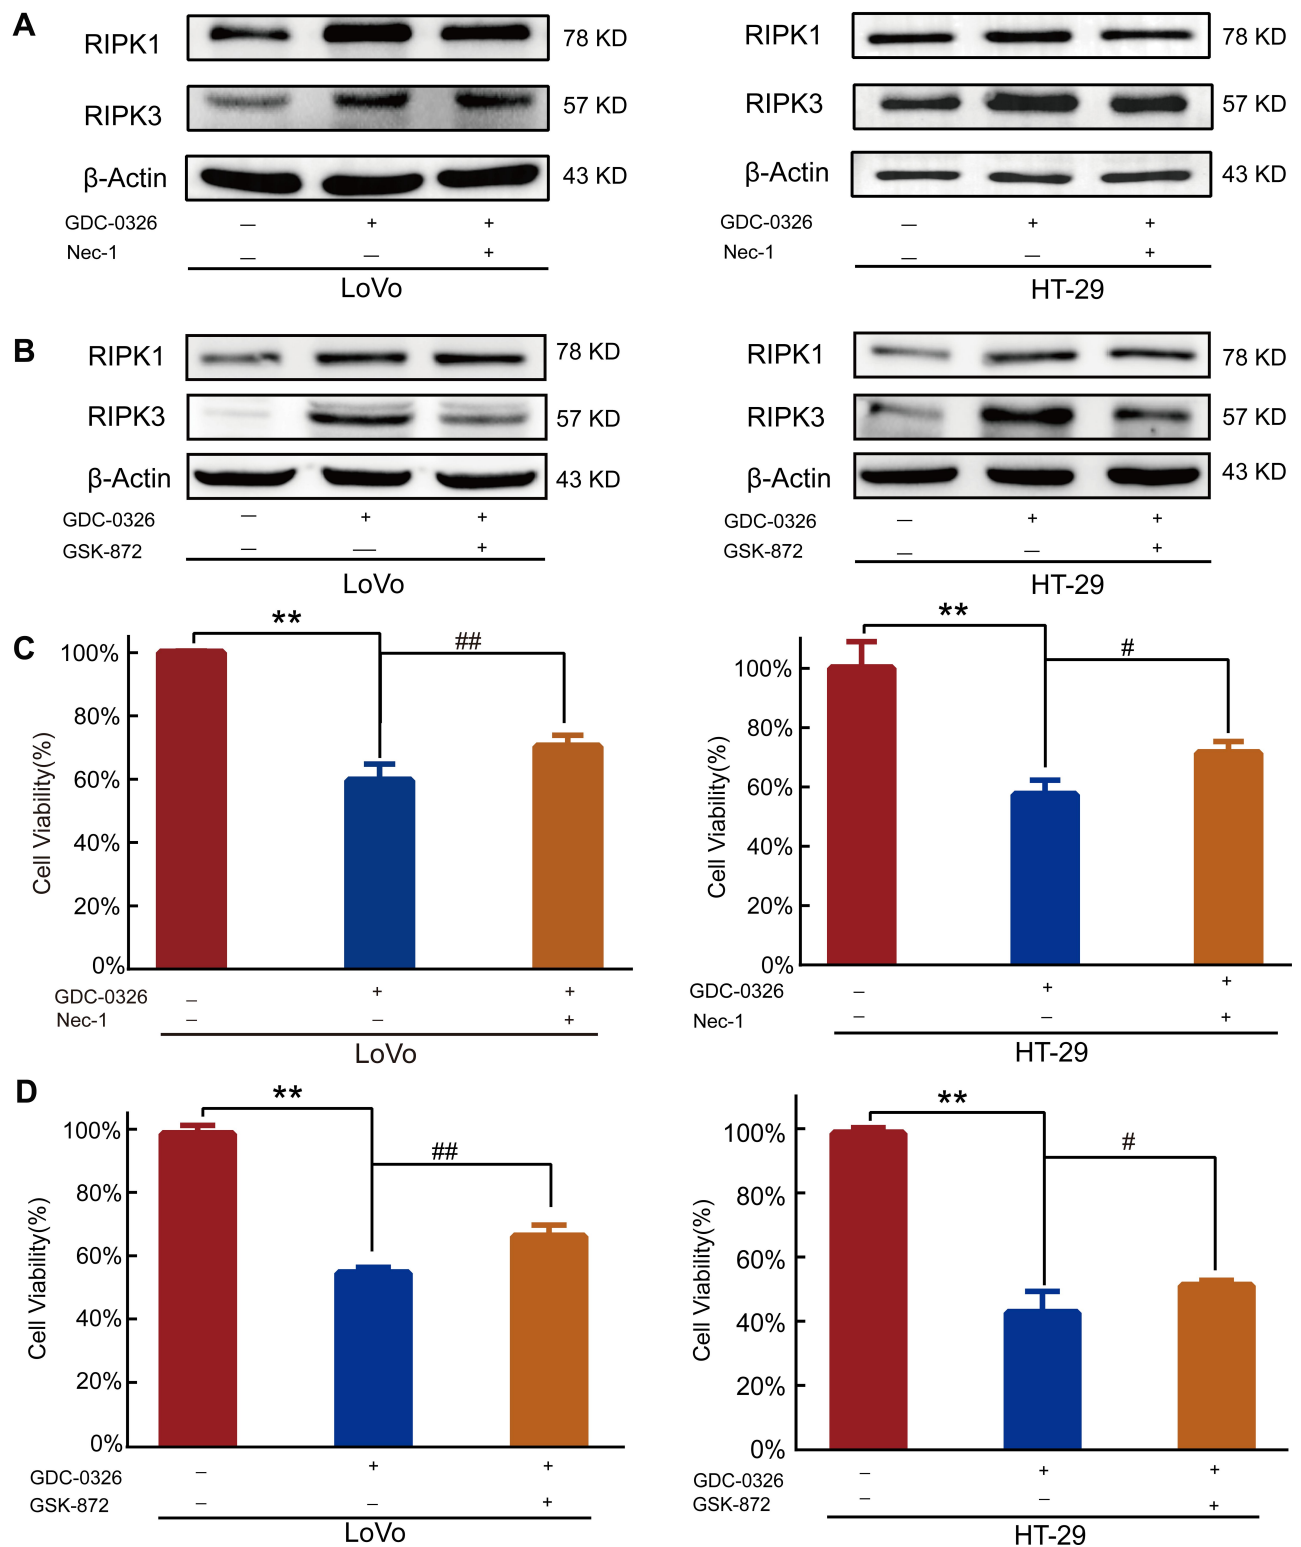 A
RIPK1 78 KD
RIPK3 57 KD
β-Actin 43 KD
GDC-0326 — + +
Nec-1 — — +
LoVo
RIPK1 78 KD
RIPK3 57 KD
β-Actin 43 KD
GDC-0326 — + +
Nec-1 — — +
HT-29
B
RIPK1 78 KD
RIPK3 57 KD
β-Actin 43 KD
GDC-0326 — + +
GSK-872 — — +
LoVo
RIPK1 78 KD
RIPK3 57 KD
β-Actin 43 KD
GDC-0326 — + +
GSK-872 — — +
HT-29
C
**
##
Cell Viability(%)
100%
80%
60%
40%
20%
0%
GDC-0326 – + +
Nec-1 – – +
LoVo
**
#
Cell Viability(%)
100%
80%
60%
40%
20%
0%
GDC-0326 – + +
Nec-1 – – +
HT-29
D
**
##
Cell Viability(%)
100%
80%
60%
40%
20%
0%
GDC-0326 – + +
GSK-872 – – +
LoVo
**
#
Cell Viability(%)
100%
80%
60%
40%
20%
0%
GDC-0326 – + +
GSK-872 – – +
HT-29